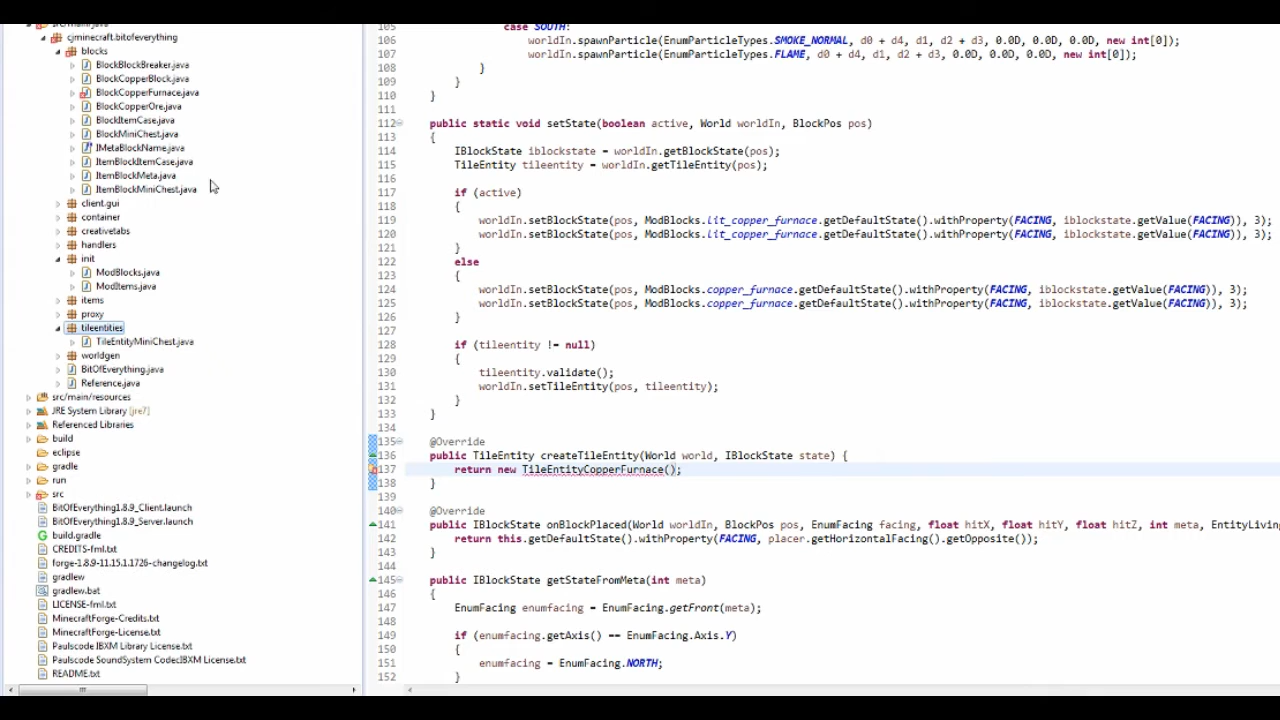 cjminecraft.bitofeverything
blocks
BlockBlockBreaker.java
BlockCopperBlock.java
BlockCopperFurnace.java
BlockCopperOre.java
BlockItemCase.java
BlockMiniChest.java
IMetaBlockName.java
ItemBlockItemCase.java
ItemBlockMeta.java
ItemBlockMiniChest.java
client.gui
container
creativetabs
handlers
init
ModBlocks.java
ModItems.java
items
proxy
tileentities
TileEntityMiniChest.java
worldgen
BitOfEverything.java
Reference.java
src/main/resources
JRE System Library [jre7]
Referenced Libraries
build
eclipse
gradle
run
src
BitOfEverything1.8.9_Client.launch
BitOfEverything1.8.9_Server.launch
build.gradle
CREDITS-fml.txt
forge-1.8.9-11.15.1.1726-changelog.txt
gradlew
gradlew.bat
LICENSE-fml.txt
MinecraftForge-Credits.txt
MinecraftForge-License.txt
Paulscode IBXM Library License.txt
Paulscode SoundSystem CodecIBXM License.txt
README.txt
105 case SOUTH:
106 worldIn.spawnParticle(EnumParticleTypes.SMOKE_NORMAL, d0 + d4, d1, d2 + d3, 0.0D, 0.0D, 0.0D, new int[0]);
107 worldIn.spawnParticle(EnumParticleTypes.FLAME, d0 + d4, d1, d2 + d3, 0.0D, 0.0D, 0.0D, new int[0]);
108 }
109 }
110 }
111
112 public static void setState(boolean active, World worldIn, BlockPos pos)
113 {
114 IBlockState iblockstate = worldIn.getBlockState(pos);
115 TileEntity tileentity = worldIn.getTileEntity(pos);
116
117 if (active)
118 {
119 worldIn.setBlockState(pos, ModBlocks.lit_copper_furnace.getDefaultState().withProperty(FACING, iblockstate.getValue(FACING)), 3);
120 worldIn.setBlockState(pos, ModBlocks.lit_copper_furnace.getDefaultState().withProperty(FACING, iblockstate.getValue(FACING)), 3);
121 }
122 else
123 {
124 worldIn.setBlockState(pos, ModBlocks.copper_furnace.getDefaultState().withProperty(FACING, iblockstate.getValue(FACING)), 3);
125 worldIn.setBlockState(pos, ModBlocks.copper_furnace.getDefaultState().withProperty(FACING, iblockstate.getValue(FACING)), 3);
126 }
127
128 if (tileentity != null)
129 {
130 tileentity.validate();
131 worldIn.setTileEntity(pos, tileentity);
132 }
133 }
134
135 @Override
136 public TileEntity createTileEntity(World world, IBlockState state) {
137 return new TileEntityCopperFurnace();
138 }
139
140 @Override
141 public IBlockState onBlockPlaced(World worldIn, BlockPos pos, EnumFacing facing, float hitX, float hitY, float hitZ, int meta, EntityLiving
142 return this.getDefaultState().withProperty(FACING, placer.getHorizontalFacing().getOpposite());
143 }
144
145 public IBlockState getStateFromMeta(int meta)
146 {
147 EnumFacing enumfacing = EnumFacing.getFront(meta);
148
149 if (enumfacing.getAxis() == EnumFacing.Axis.Y)
150 {
151 enumfacing = EnumFacing.NORTH;
152 }